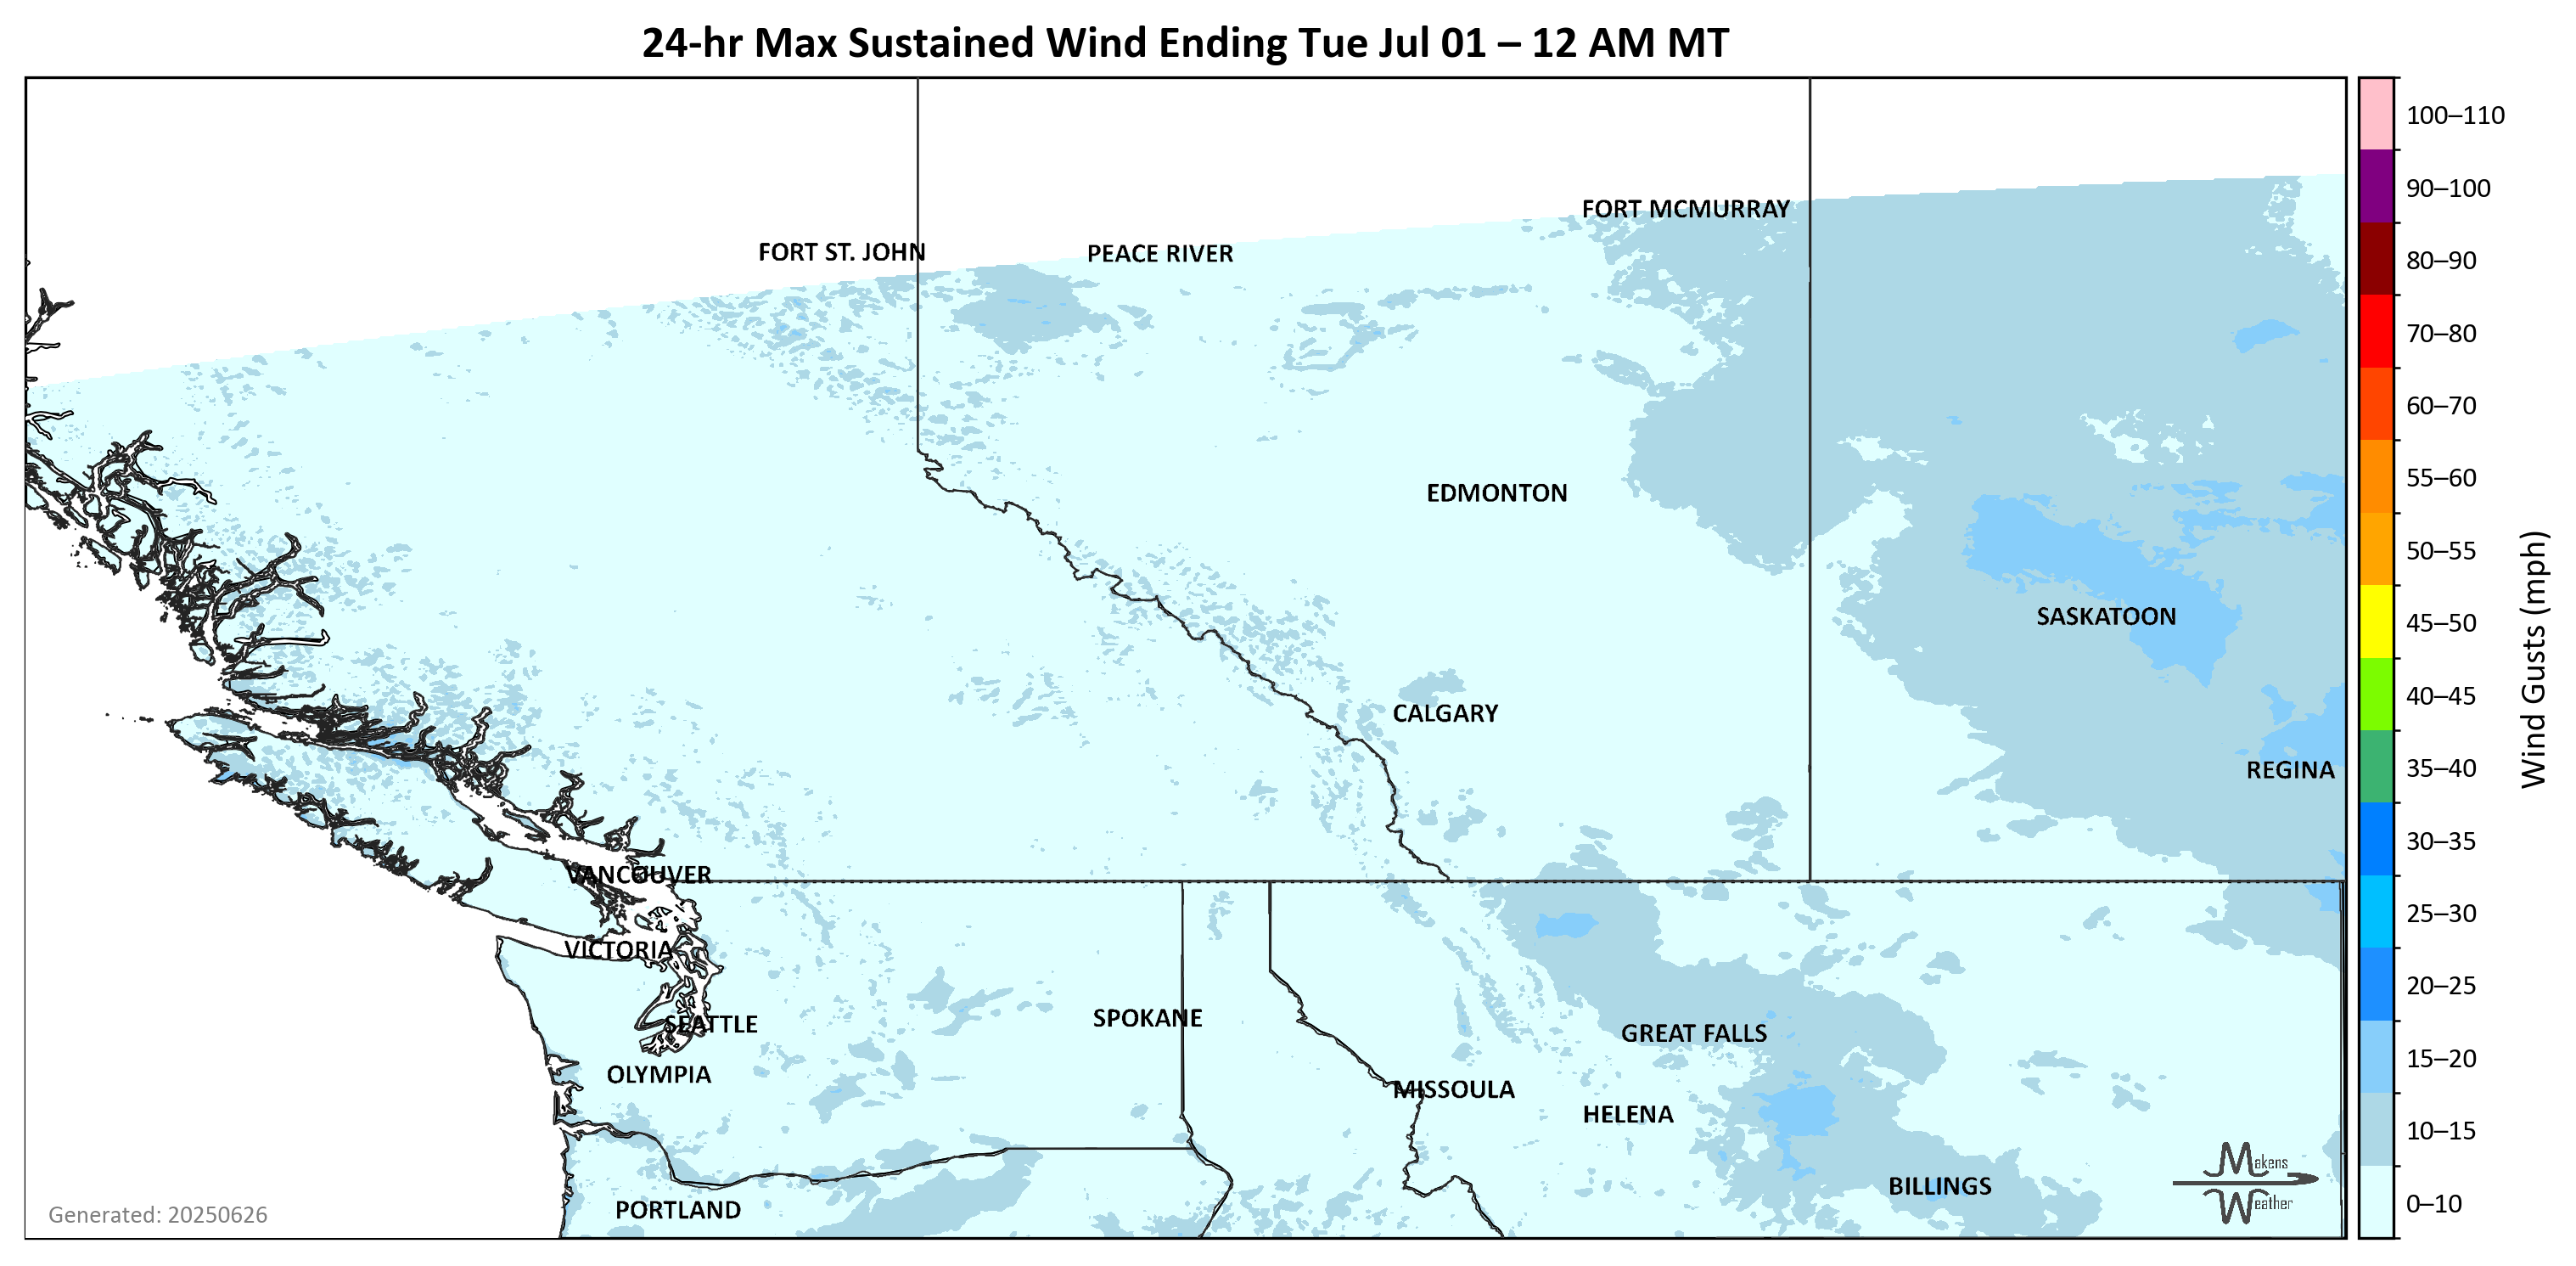 24-hr Max Sustained Wind Ending Tue Jul 01 – 12 AM MT
100–110
90–100
80–90
70–80
60–70
55–60
50–55
45–50
40–45
35–40
30–35
25–30
20–25
15–20
10–15
0–10
Wind Gusts (mph)
FORT MCMURRAY
FORT ST. JOHN
PEACE RIVER
EDMONTON
SASKATOON
CALGARY
REGINA
VANCOUVER
VICTORIA
SEATTLE
SPOKANE
GREAT FALLS
OLYMPIA
MISSOULA
HELENA
BILLINGS
PORTLAND
Makens
Weather
Generated: 20250626